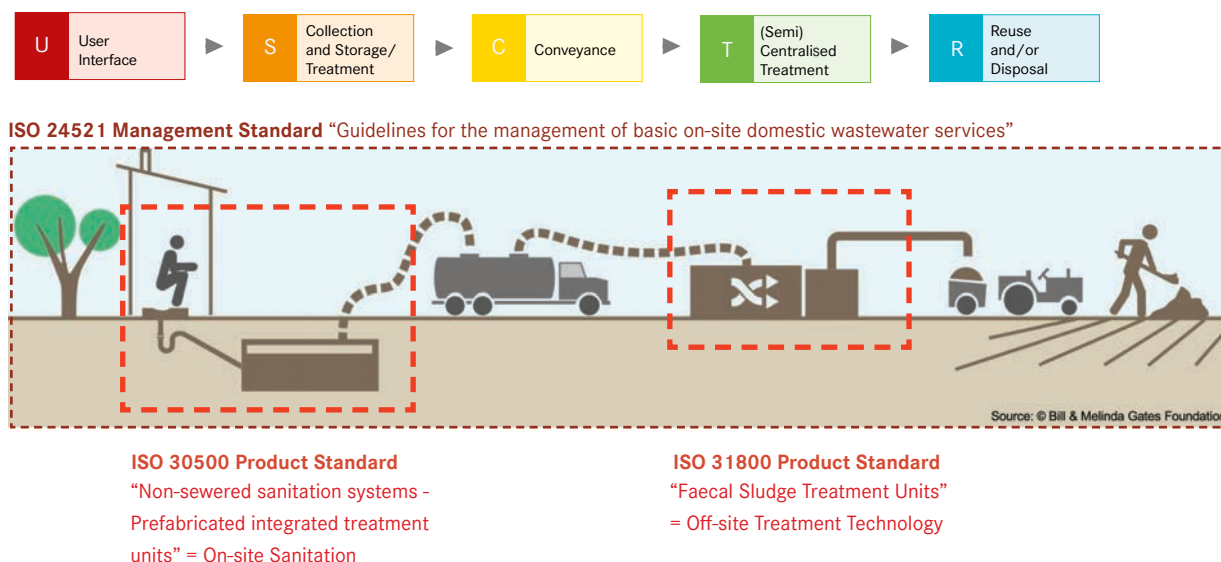 U
User
Interface
S
Collection
and Storage/
Treatment
C
Conveyance
T
(Semi)
Centralised
Treatment
R
Reuse
and/or
Disposal
ISO 24521 Management Standard “Guidelines for the management of basic on-site domestic wastewater services”
Source: © Bill & Melinda Gates Foundation
ISO 30500 Product Standard
“Non-sewered sanitation systems -
Prefabricated integrated treatment
units” = On-site Sanitation
ISO 31800 Product Standard
“Faecal Sludge Treatment Units”
= Off-site Treatment Technology